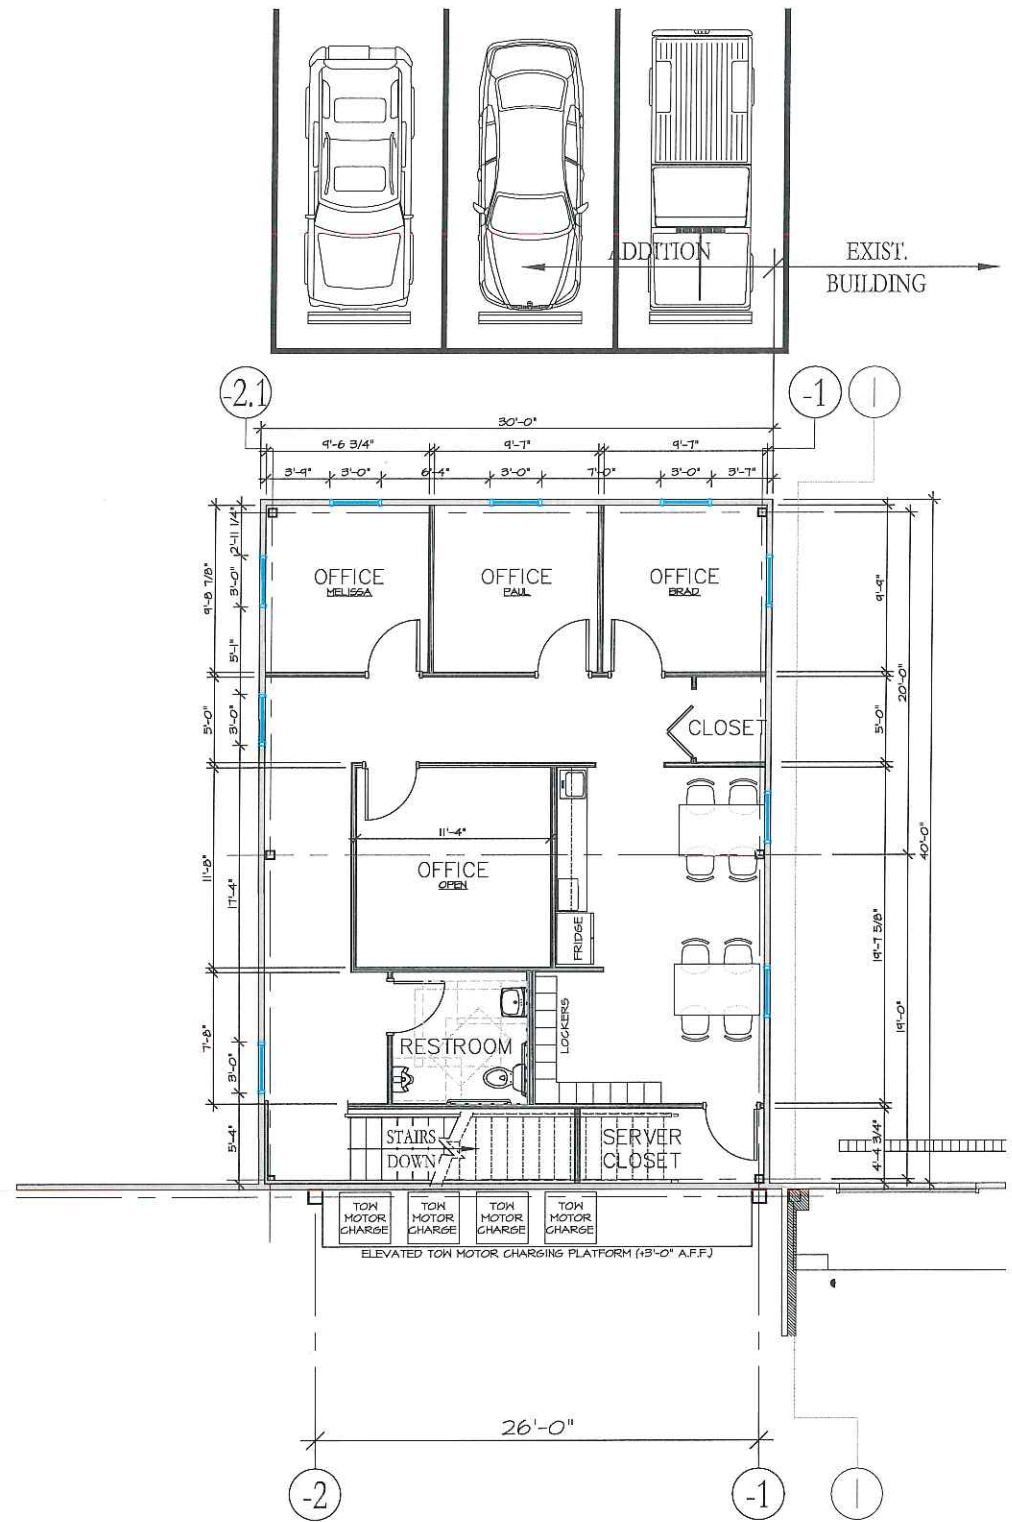 ADDITION
EXIST.
BUILDING
-2.1
-1
1
30'-0"
9'-6 3/4"
9'-7"
9'-7"
3'-9"
3'-0"
6'-4"
3'-0"
7'-0"
3'-0"
3'-7"
2'-11 1/4"
9'-8 7/8"
3'-0"
5'-1"
OFFICE
MELISSA
OFFICE
PAUL
OFFICE
BRAD
9'-9"
20'-0"
5'-0"
3'-0"
CLOSET
5'-0"
11'-4"
40'-0"
OFFICE
OPEN
11'-8"
17'-4"
FRIDGE
19'-7 5/8"
19'-0"
LOCKERS
RESTROOM
7'-8"
3'-0"
5'-4"
STAIRS
DOWN
SERVER
CLOSET
4'-4 3/4"
TOW
MOTOR
CHARGE
TOW
MOTOR
CHARGE
TOW
MOTOR
CHARGE
TOW
MOTOR
CHARGE
ELEVATED TOW MOTOR CHARGING PLATFORM (+3'-0" A.F.F.)
26'-0"
-2
-1
1